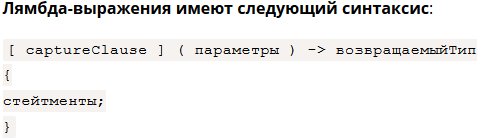 Лямбда-выражения имеют следующий синтаксис:
[ captureClause ] ( параметры ) -> возвращаемыйТип
{
стейтменты;
}